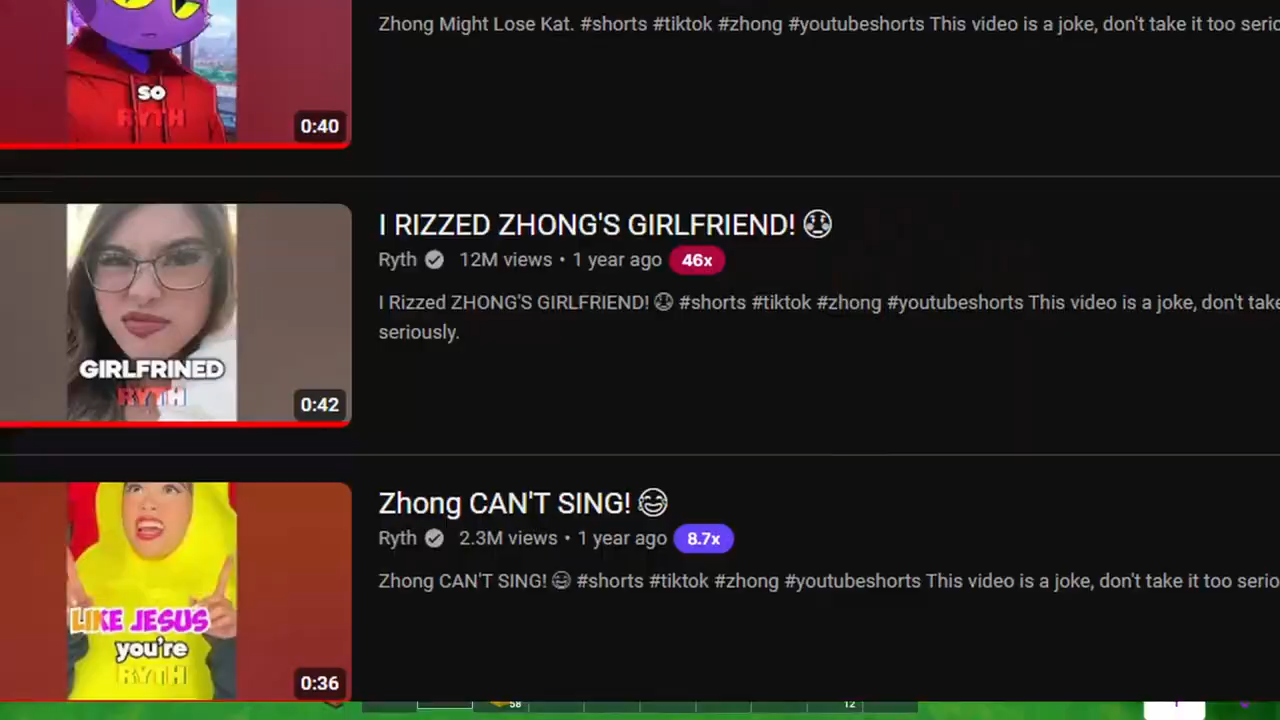 Zhong Might Lose Kat. #shorts #tiktok #zhong #youtubeshorts This video is a joke, don't take it too serio
so
RYTH
0:40
I RIZZED ZHONG'S GIRLFRIEND! 😨
Ryth 12M views • 1 year ago 46x
I Rizzed ZHONG'S GIRLFRIEND! 😨 #shorts #tiktok #zhong #youtubeshorts This video is a joke, don't take
seriously.
GIRLFRINED
RYTH
0:42
Zhong CAN'T SING! 😂
Ryth 2.3M views • 1 year ago 8.7x
Zhong CAN'T SING! 😂 #shorts #tiktok #zhong #youtubeshorts This video is a joke, don't take it too serio
LIKE JESUS
you're
RYTH
0:36
58
12